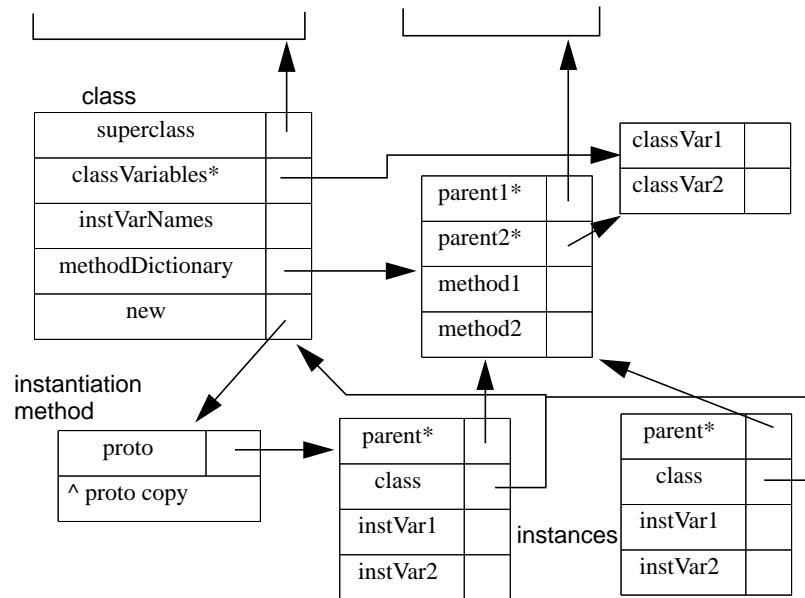 class
superclass
classVariables*
instVarNames
methodDictionary
new
classVar1
classVar2
parent1*
parent2*
method1
method2
instantiation
method
proto
^ proto copy
parent*
class
instVar1
instVar2
instances
parent*
class
instVar1
instVar2